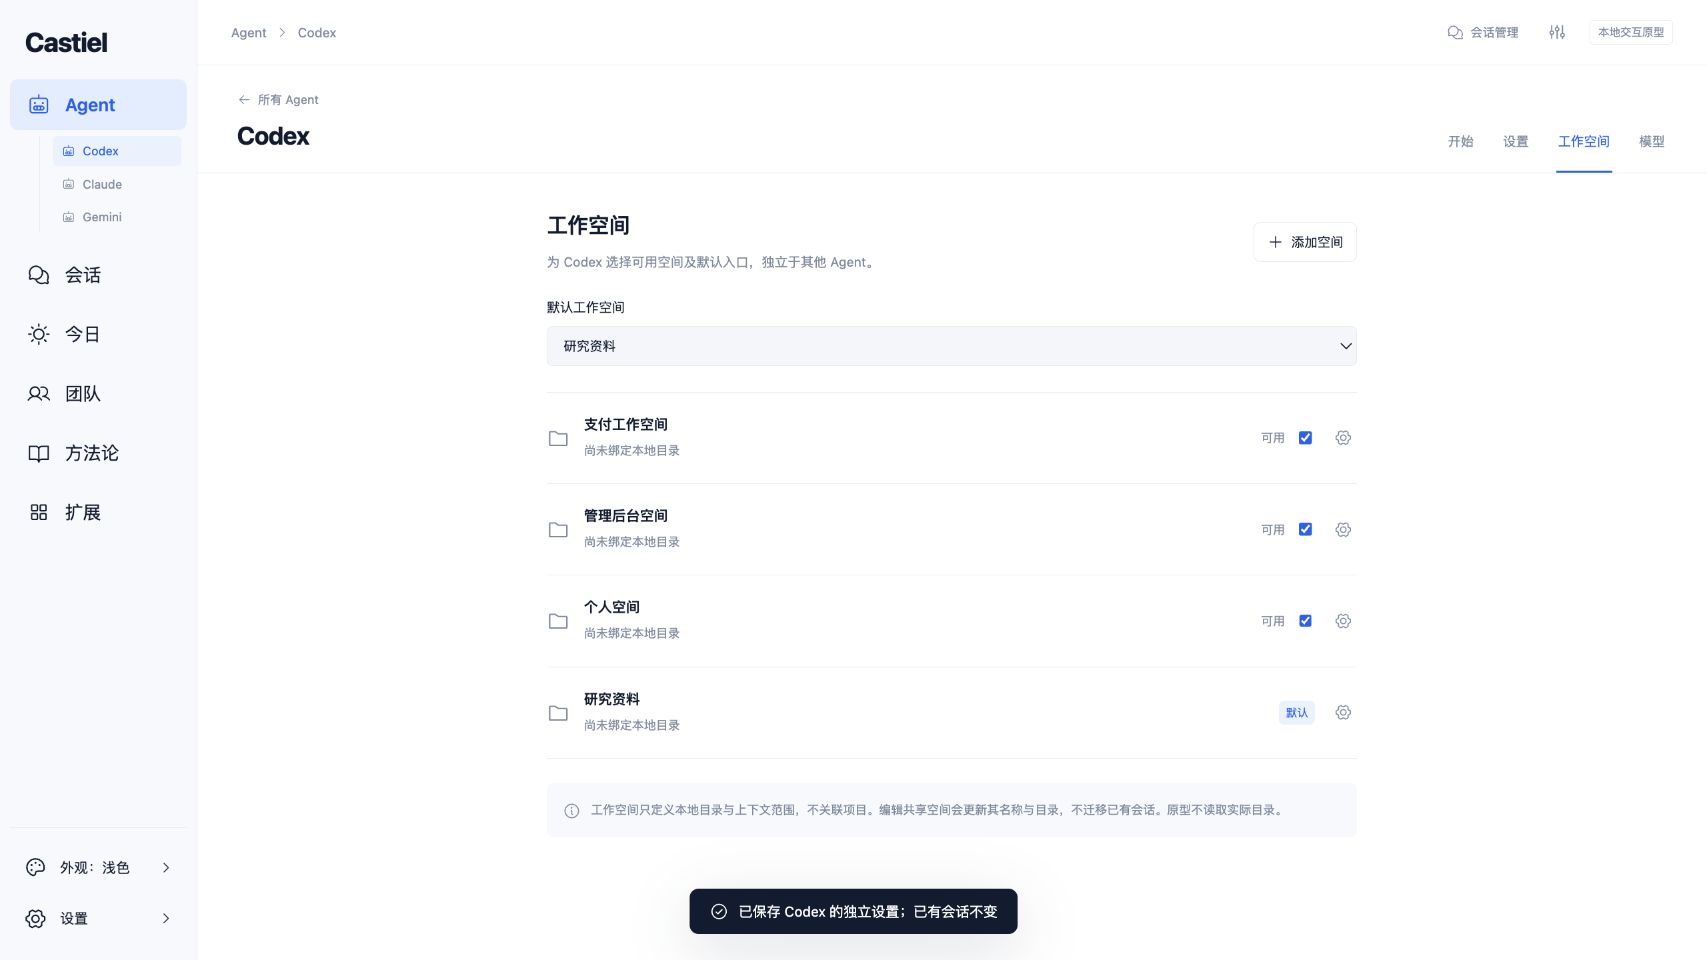 Castiel
Agent
Codex
Claude
Gemini
会话
今日
团队
方法论
扩展
外观：浅色
设置
Agent > Codex
会话管理
本地交互原型
← 所有 Agent
Codex
开始
设置
工作空间
模型
工作空间
为 Codex 选择可用空间及默认入口，独立于其他 Agent。
+ 添加空间
默认工作空间
研究资料
支付工作空间
尚未绑定本地目录
可用
管理后台空间
尚未绑定本地目录
可用
个人空间
尚未绑定本地目录
可用
研究资料
尚未绑定本地目录
默认
工作空间只定义本地目录与上下文范围，不关联项目。编辑共享空间会更新其名称与目录，不迁移已有会话。原型不读取实际目录。
已保存 Codex 的独立设置；已有会话不变